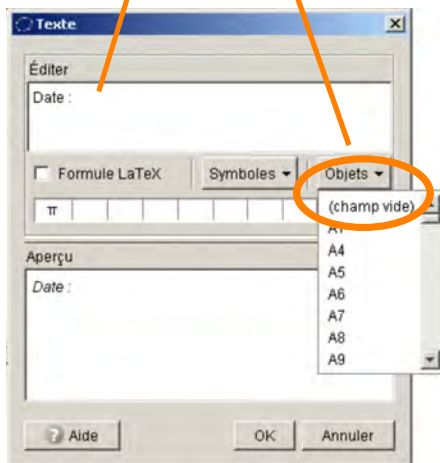 Texte
Éditer
Date :
Formule LaTeX Symboles Objets
π (champ vide)
A1
Aperçu A4
Date : A5
A6
A7
A8
A9
Aide OK Annuler